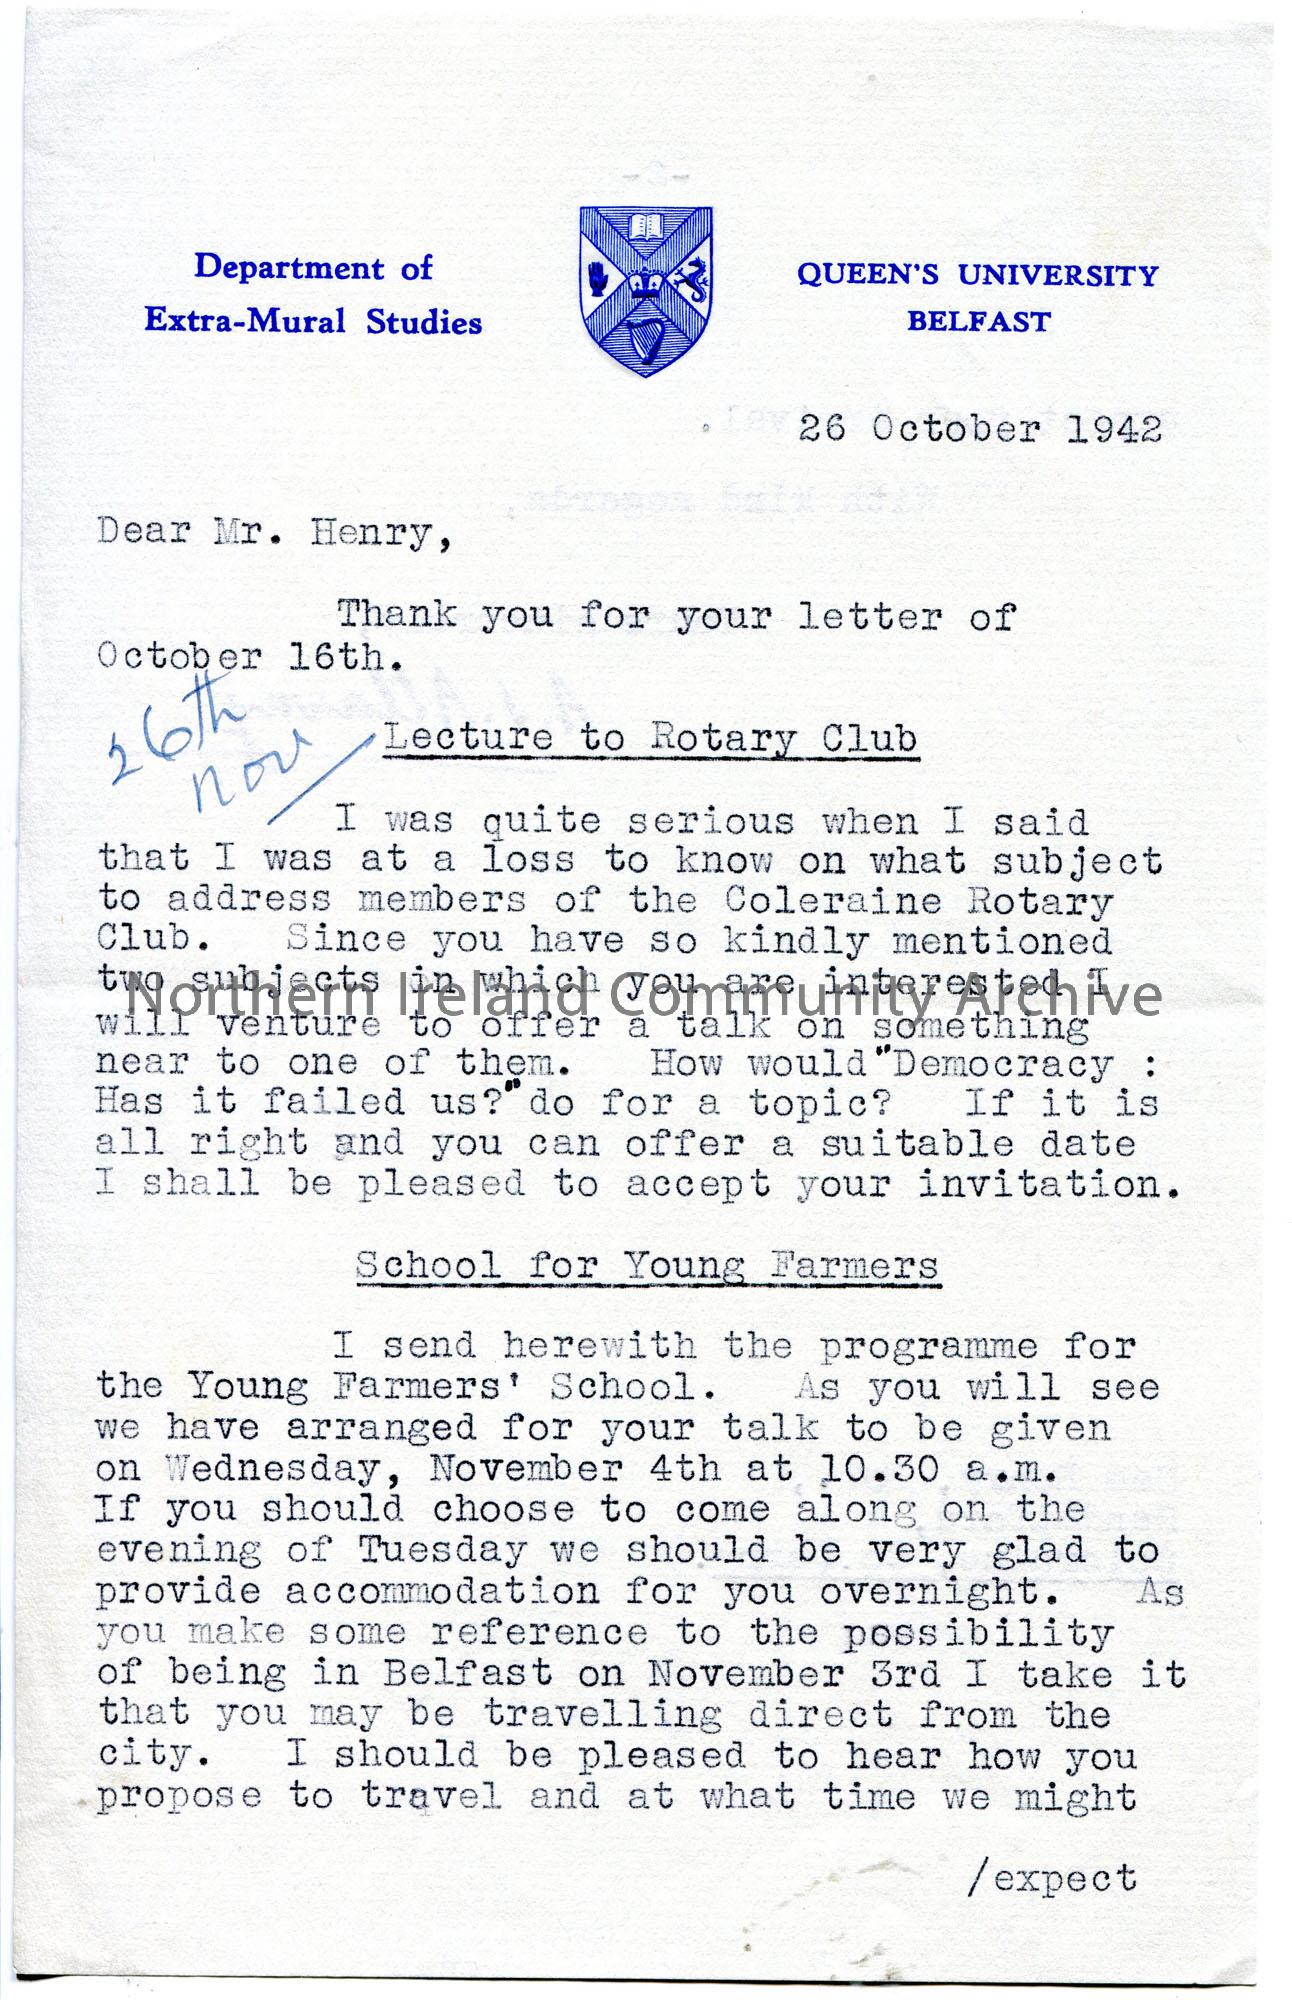 Department of
Extra-Mural Studies
QUEEN'S UNIVERSITY
BELFAST
26 October 1942
Dear Mr. Henry,
Thank you for your letter of
October 16th.
26th
Nov
Lecture to Rotary Club
I was quite serious when I said
that I was at a loss to know on what subject
to address members of the Coleraine Rotary
Club. Since you have so kindly mentioned
two subjects in which you are interested I
Northern Ireland Community Archive
will venture to offer a talk on something
near to one of them. How would "Democracy :
Has it failed us?" do for a topic? If it is
all right and you can offer a suitable date
I shall be pleased to accept your invitation.
School for Young Farmers
I send herewith the programme for
the Young Farmers' School. As you will see
we have arranged for your talk to be given
on Wednesday, November 4th at 10.30 a.m.
If you should choose to come along on the
evening of Tuesday we should be very glad to
provide accommodation for you overnight. As
you make some reference to the possibility
of being in Belfast on November 3rd I take it
that you may be travelling direct from the
city. I should be pleased to hear how you
propose to travel and at what time we might
/expect